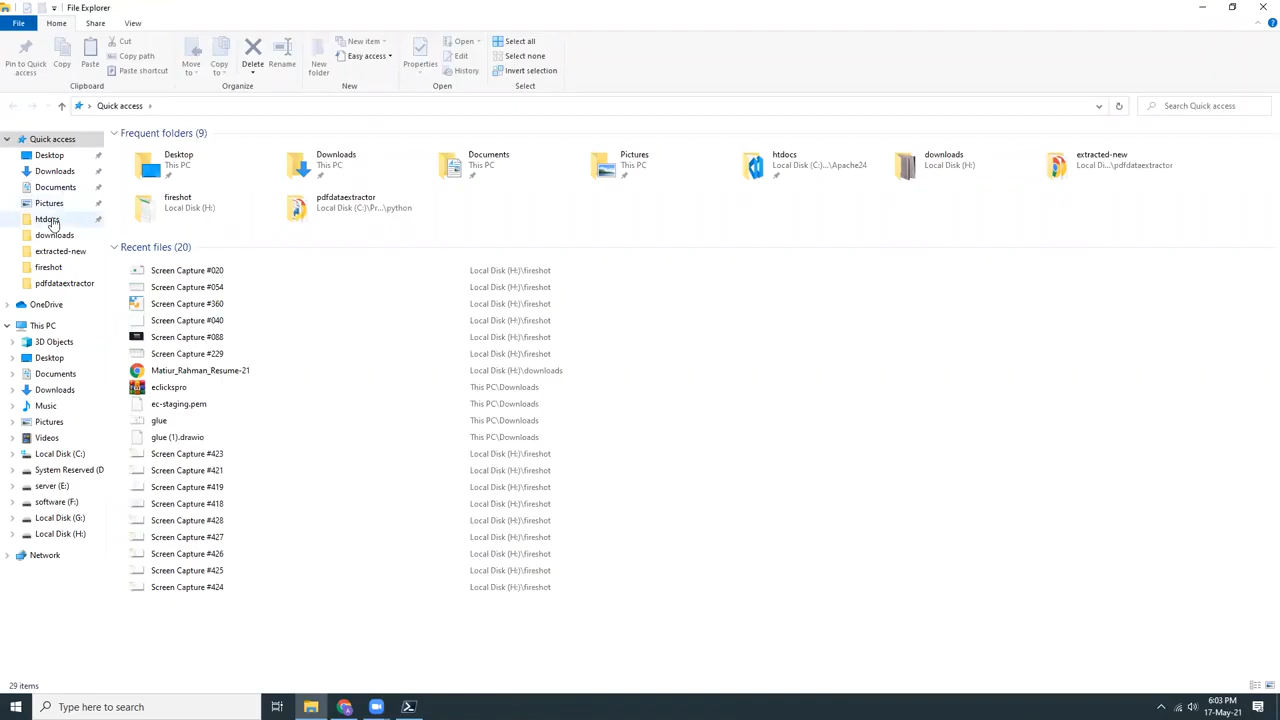 File Explorer
File Home Share View
Pin to Quick access
Copy
Paste
Cut
Copy path
Paste shortcut
Clipboard
Move to
Copy to
Delete
Rename
Organize
New folder
New item
Easy access
New
Properties
Open
Edit
History
Open
Select all
Select none
Invert selection
Select
Quick access
Search Quick access
Quick access
Desktop
Downloads
Documents
Pictures
htdocs
downloads
extracted-new
fireshot
pdfdataextractor
OneDrive
This PC
3D Objects
Desktop
Documents
Downloads
Music
Pictures
Videos
Local Disk (C:)
System Reserved (D
server (E:)
software (F:)
Local Disk (G:)
Local Disk (H:)
Network
Frequent folders (9)
Desktop
This PC
Downloads
This PC
Documents
This PC
Pictures
This PC
htdocs
Local Disk (C:)...\Apache24
downloads
Local Disk (H:)
extracted-new
Local Di...\pdfdataextractor
fireshot
Local Disk (H:)
pdfdataextractor
Local Disk (C:)\Pr...\python
Recent files (20)
Screen Capture #020 Local Disk (H:)\fireshot
Screen Capture #054 Local Disk (H:)\fireshot
Screen Capture #360 Local Disk (H:)\fireshot
Screen Capture #040 Local Disk (H:)\fireshot
Screen Capture #088 Local Disk (H:)\fireshot
Screen Capture #229 Local Disk (H:)\fireshot
Matiur_Rahman_Resume-21 Local Disk (H:)\downloads
eclickspro This PC\Downloads
ec-staging.pem This PC\Downloads
glue This PC\Downloads
glue (1).drawio This PC\Downloads
Screen Capture #423 Local Disk (H:)\fireshot
Screen Capture #421 Local Disk (H:)\fireshot
Screen Capture #419 Local Disk (H:)\fireshot
Screen Capture #418 Local Disk (H:)\fireshot
Screen Capture #428 Local Disk (H:)\fireshot
Screen Capture #427 Local Disk (H:)\fireshot
Screen Capture #426 Local Disk (H:)\fireshot
Screen Capture #425 Local Disk (H:)\fireshot
Screen Capture #424 Local Disk (H:)\fireshot
29 items
Type here to search
6:03 PM
17-May-21